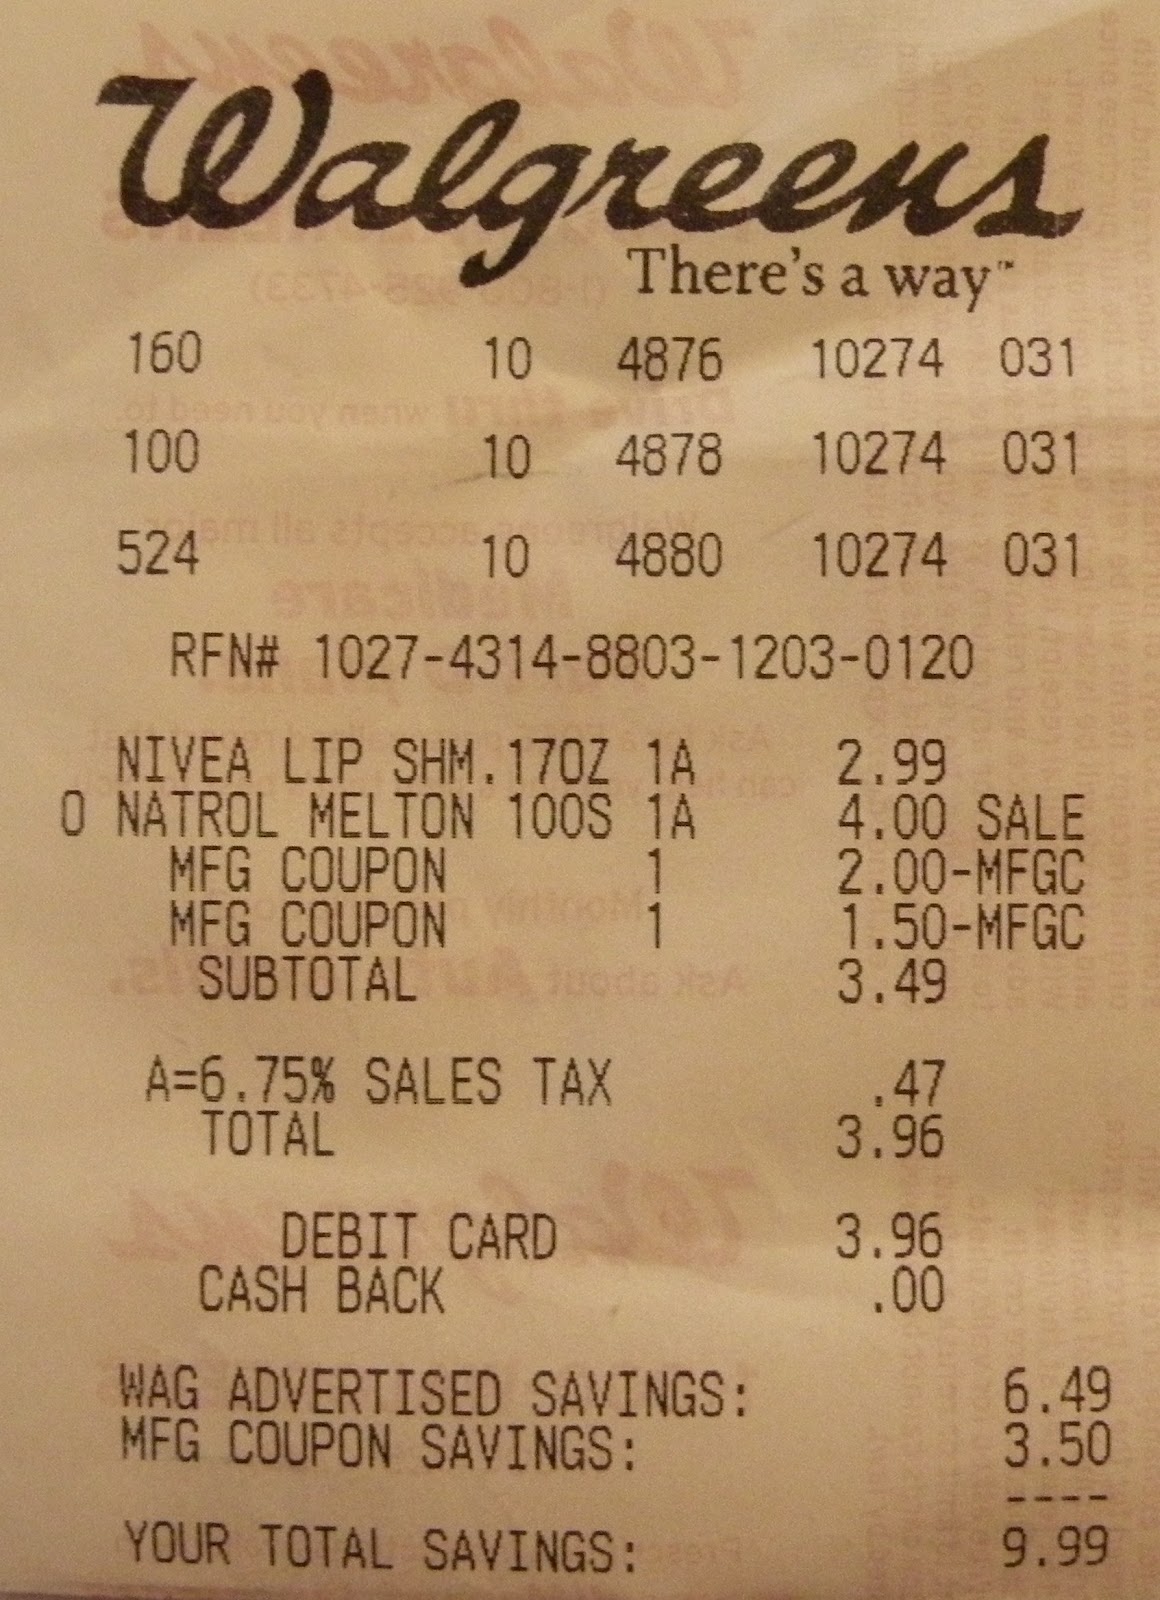 Walgreens
There's a way™
160 10 4876 10274 031
100 10 4878 10274 031
524 10 4880 10274 031
RFN# 1027-4314-8803-1203-0120
NIVEA LIP SHM.17OZ 1A 2.99
O NATROL MELTON 100S 1A 4.00 SALE
MFG COUPON 1 2.00-MFGC
MFG COUPON 1 1.50-MFGC
SUBTOTAL 3.49
A=6.75% SALES TAX .47
TOTAL 3.96
DEBIT CARD 3.96
CASH BACK .00
WAG ADVERTISED SAVINGS: 6.49
MFG COUPON SAVINGS: 3.50
----
YOUR TOTAL SAVINGS: 9.99